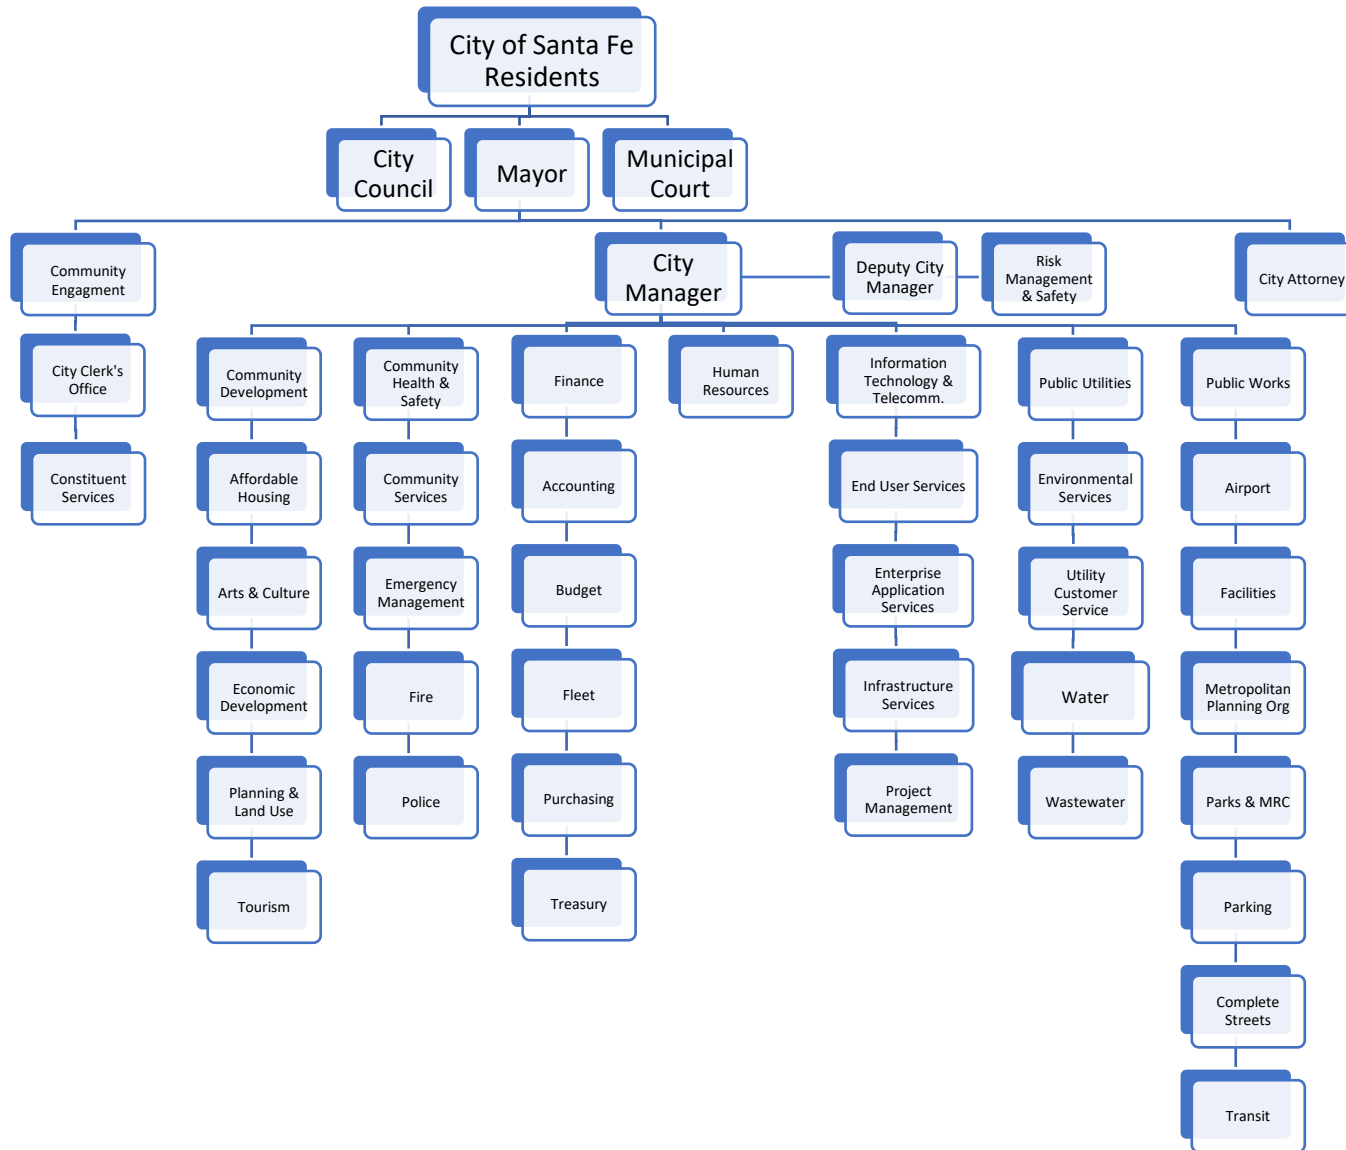 City of Santa Fe
Residents
City
Council
Mayor
Municipal
Court
Community
Engagment
City
Manager
Deputy City
Manager
Risk
Management
& Safety
City Attorney
City Clerk's
Office
Community
Development
Community
Health &
Safety
Finance
Human
Resources
Information
Technology &
Telecomm.
Public Utilities
Public Works
Constituent
Services
Affordable
Housing
Community
Services
Accounting
End User Services
Environmental
Services
Airport
Arts & Culture
Emergency
Management
Budget
Enterprise
Application
Services
Utility
Customer
Service
Facilities
Economic
Development
Fire
Fleet
Infrastructure
Services
Water
Metropolitan
Planning Org
Planning &
Land Use
Police
Purchasing
Project
Management
Wastewater
Parks & MRC
Tourism
Treasury
Parking
Complete
Streets
Transit